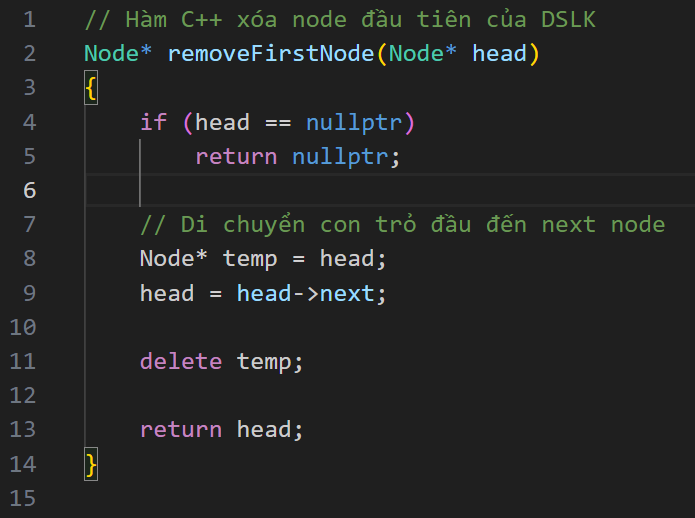 1 // Hàm C++ xóa node đầu tiên của DSLK
2 Node* removeFirstNode(Node* head)
3 {
4     if (head == nullptr)
5         return nullptr;
6
7     // Di chuyển con trỏ đầu đến next node
8     Node* temp = head;
9     head = head->next;
10
11     delete temp;
12
13     return head;
14 }
15